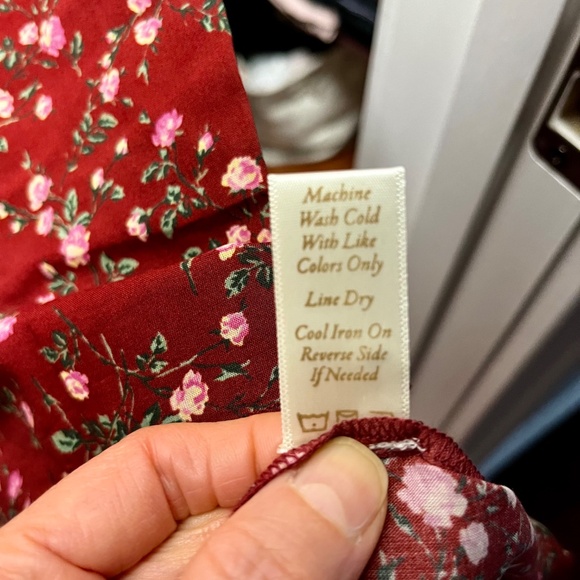 Machine
Wash Cold
With Like
Colors Only
Line Dry
Cool Iron On
Reverse Side
If Needed